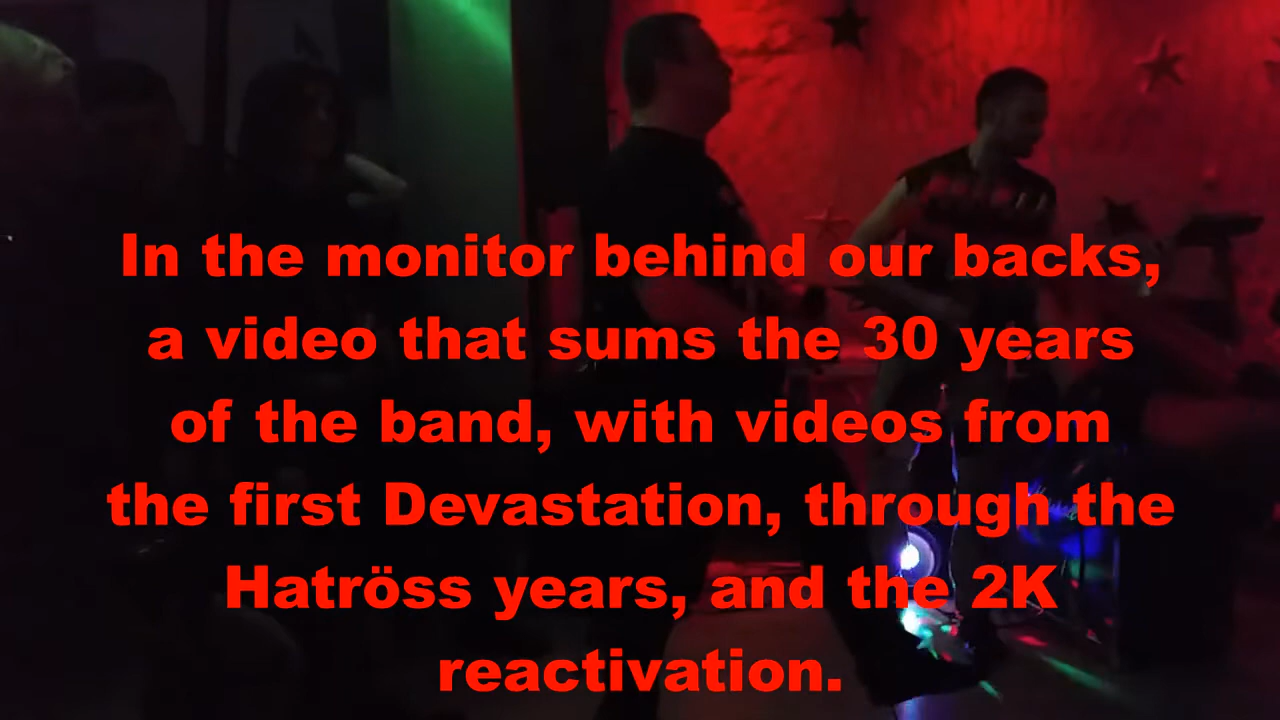 In the monitor behind our backks,
a video that sums the 30 years
of the band, with videos from
the first Devastation, through the
Hatröss years, and the 2K
reactivation.